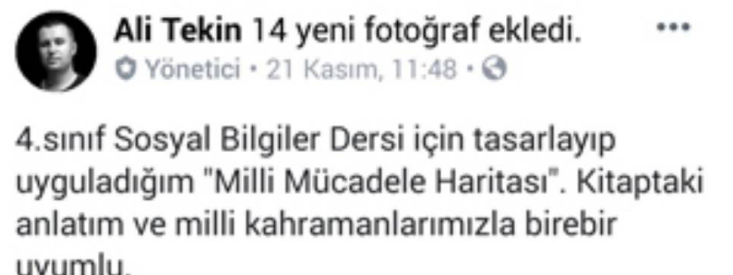 Ali Tekin 14 yeni fotoğraf ekledi.
Yönetici · 21 Kasım, 11:48 ·
4.sınıf Sosyal Bilgiler Dersi için tasarlayıp
uyguladığım "Milli Mücadele Haritası". Kitaptaki
anlatım ve milli kahramanlarımızla birebir
uyumlu.